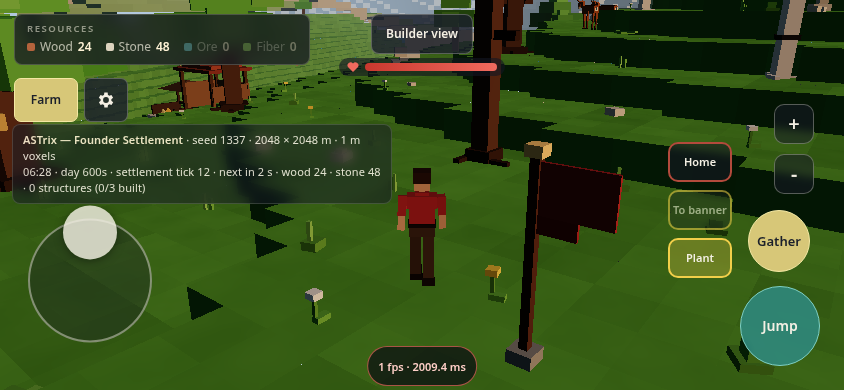 RESOURCES
Wood 24 Stone 48 Ore 0 Fiber 0
Builder view
Farm
ASTrix — Founder Settlement · seed 1337 · 2048 × 2048 m · 1 m
voxels
06:28 · day 600s · settlement tick 12 · next in 2 s · wood 24 · stone 48
· 0 structures (0/3 built)
+
-
Home
To banner
Plant
Gather
Jump
1 fps · 2009.4 ms